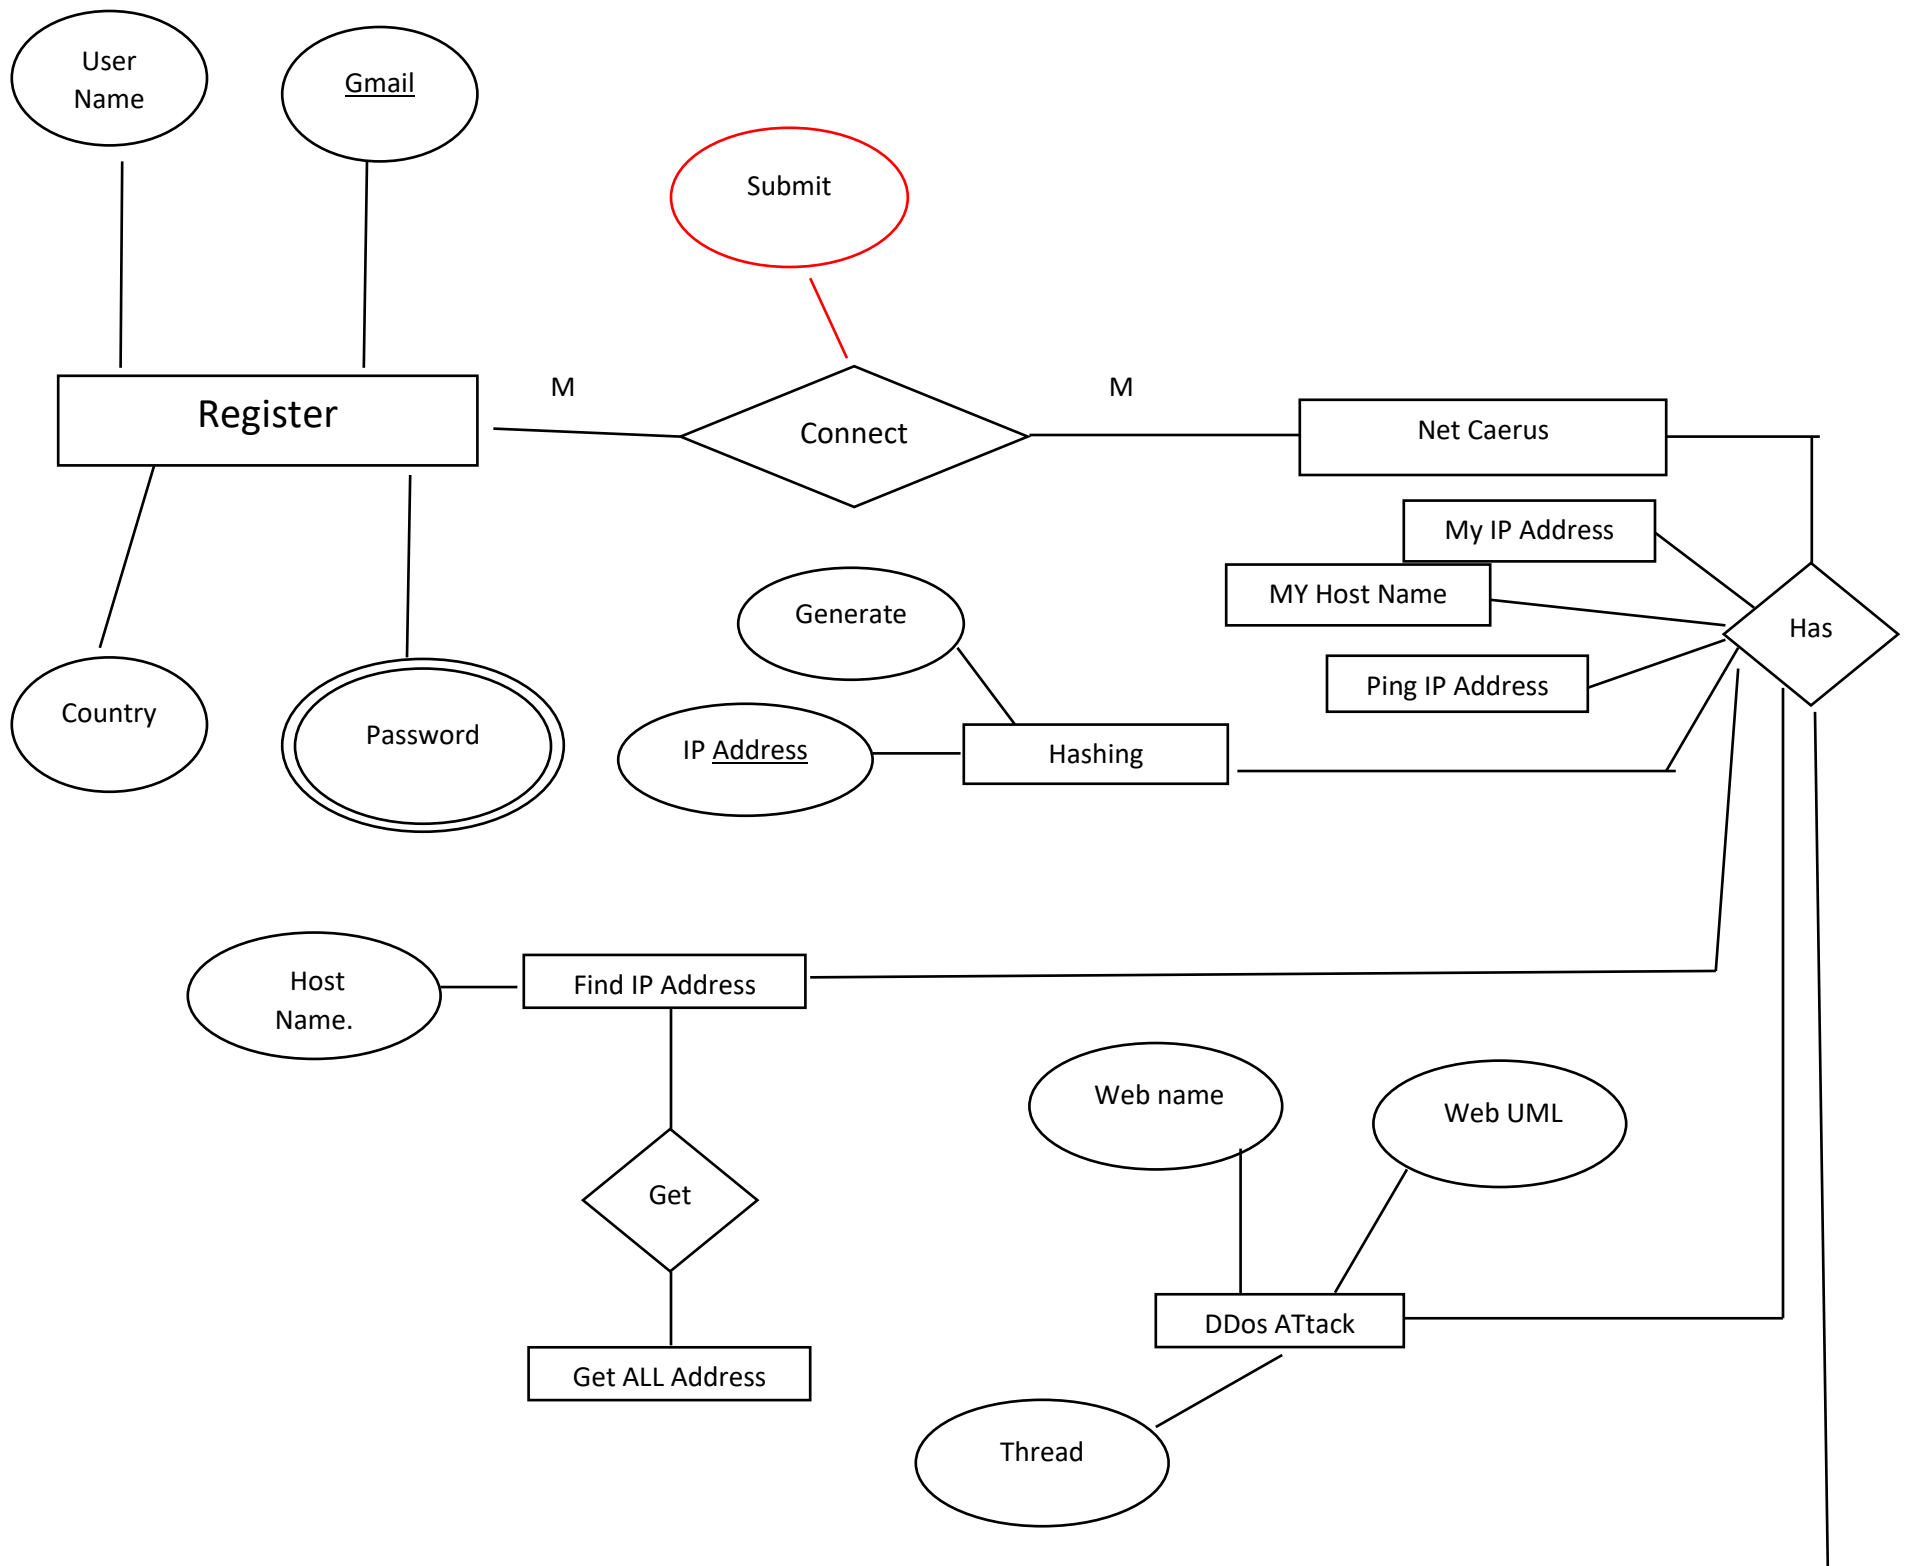 User
Name
Gmail
Submit
Register
M
Connect
M
Net Caerus
My IP Address
MY Host Name
Has
Generate
Ping IP Address
Country
Password
IP Address
Hashing
Host
Name.
Find IP Address
Web name
Web UML
Get
DDos ATtack
Get ALL Address
Thread